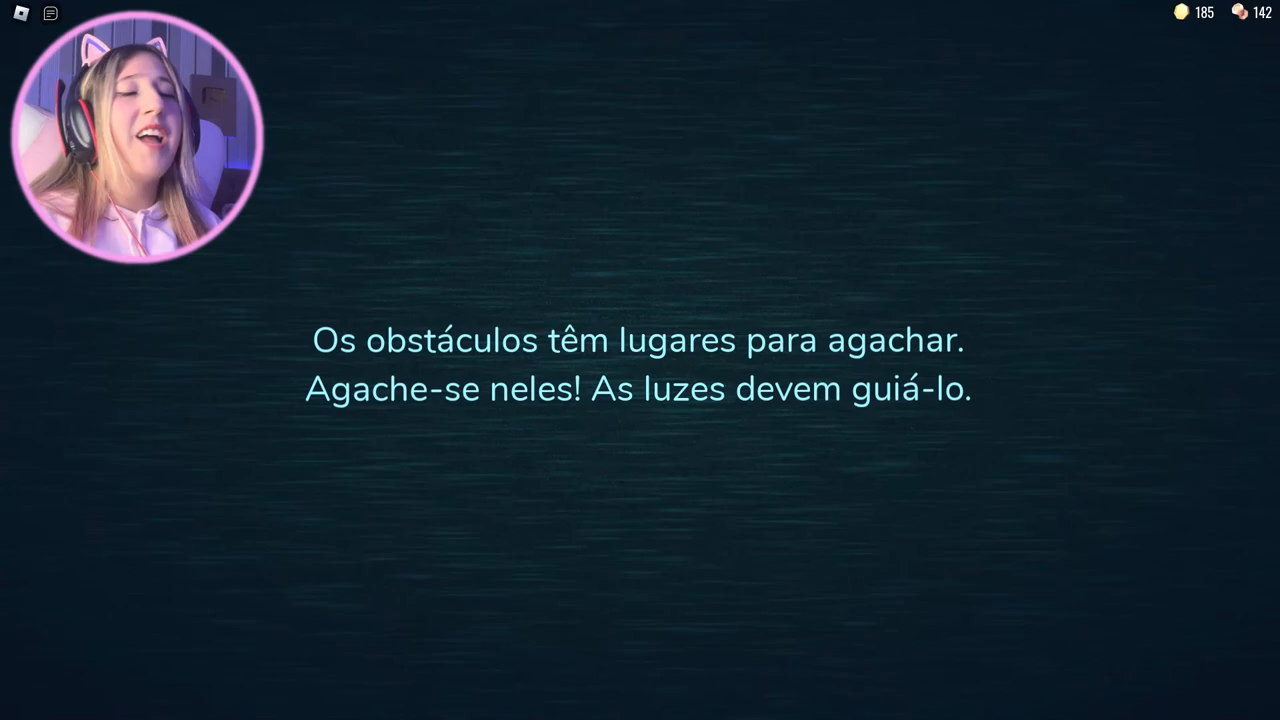 185 142
Os obstáculos têm lugares para agachar.
Agache-se neles! As luzes devem guiá-lo.